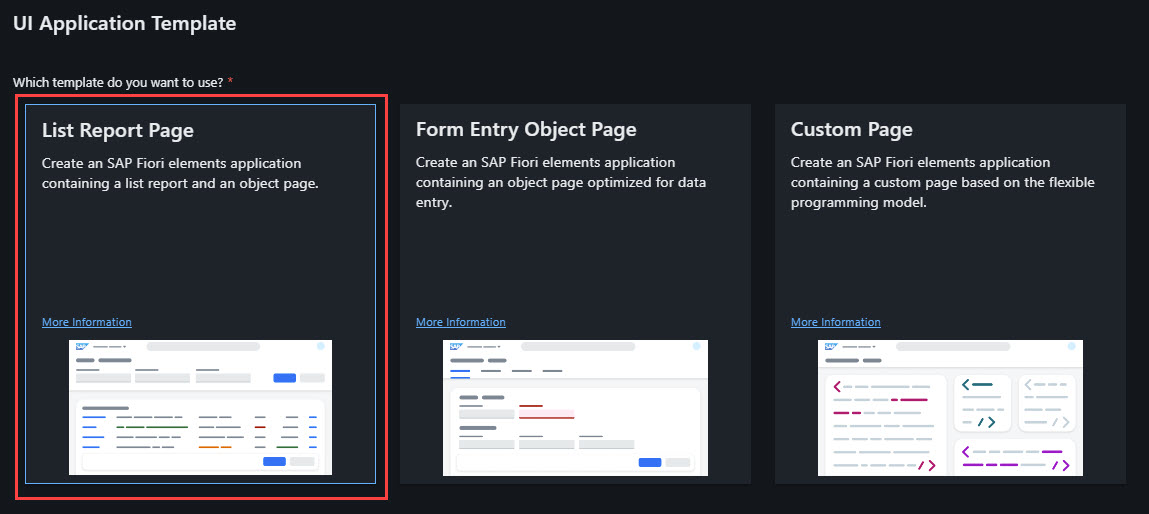 UI Application Template
Which template do you want to use? *
List Report Page
Create an SAP Fiori elements application
containing a list report and an object page.
More Information
SAP
Form Entry Object Page
Create an SAP Fiori elements application
containing an object page optimized for data
entry.
More Information
SAP
Custom Page
Create an SAP Fiori elements application
containing a custom page based on the flexible
programming model.
More Information
SAP